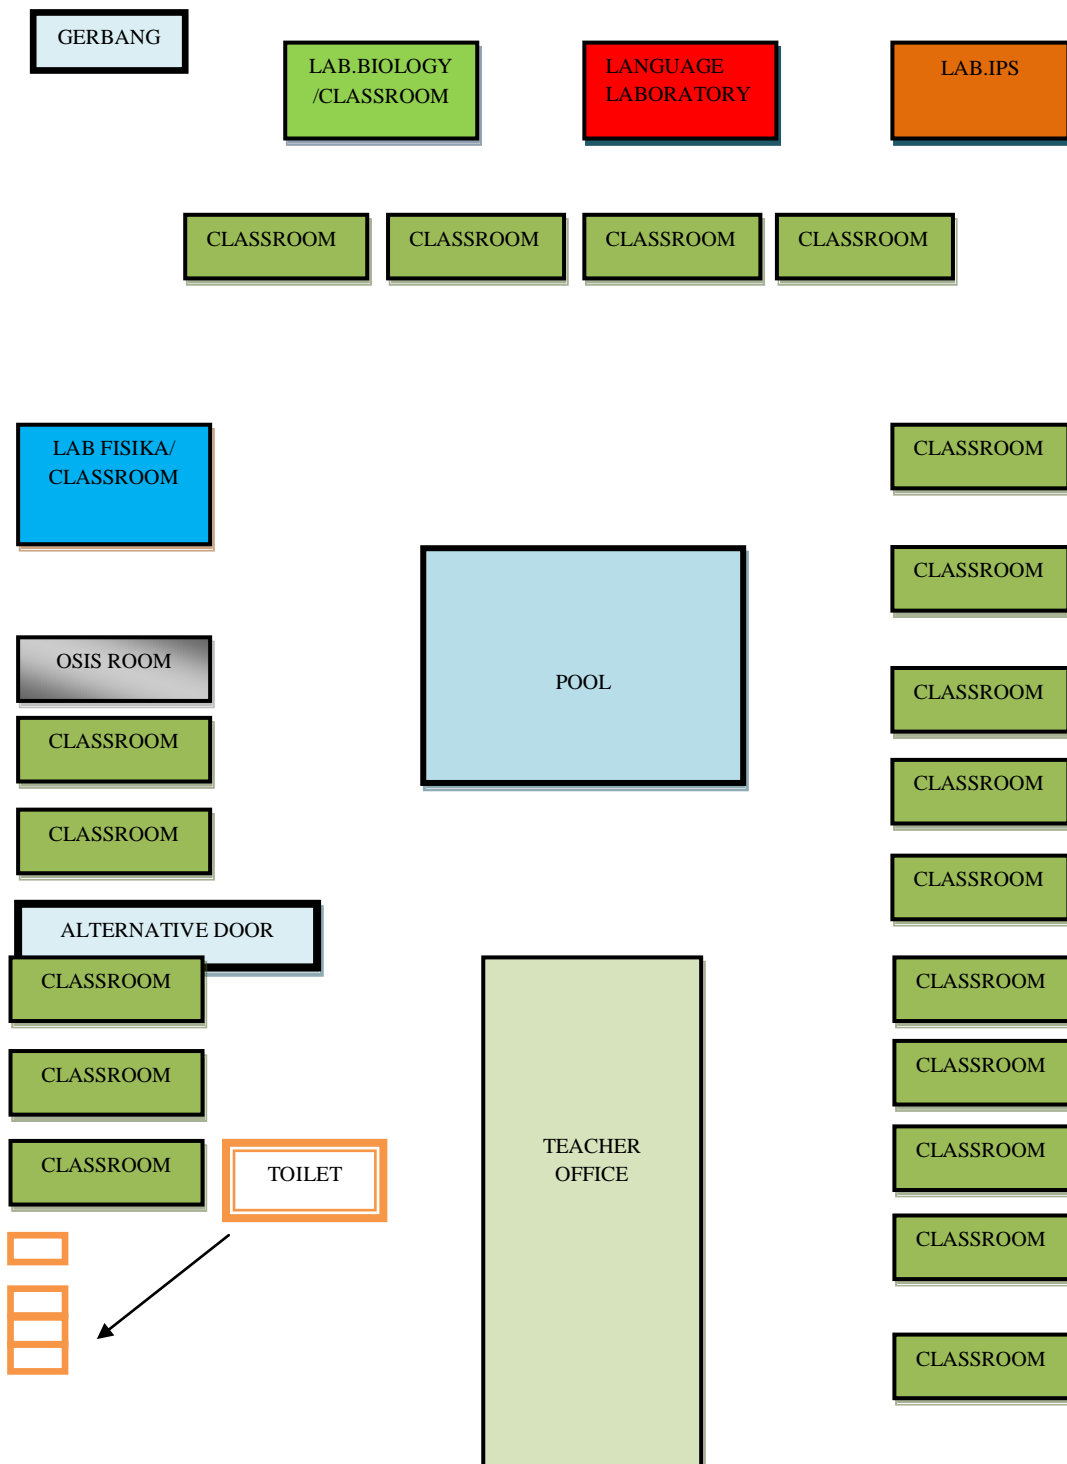 GERBANG
LAB.BIOLOGY
/CLASSROOM
LANGUAGE
LABORATORY
LAB.IPS
CLASSROOM
CLASSROOM
CLASSROOM
CLASSROOM
LAB FISIKA/
CLASSROOM
CLASSROOM
CLASSROOM
OSIS ROOM
POOL
CLASSROOM
CLASSROOM
CLASSROOM
CLASSROOM
CLASSROOM
ALTERNATIVE DOOR
CLASSROOM
CLASSROOM
CLASSROOM
CLASSROOM
CLASSROOM
TOILET
TEACHER
OFFICE
CLASSROOM
CLASSROOM
CLASSROOM